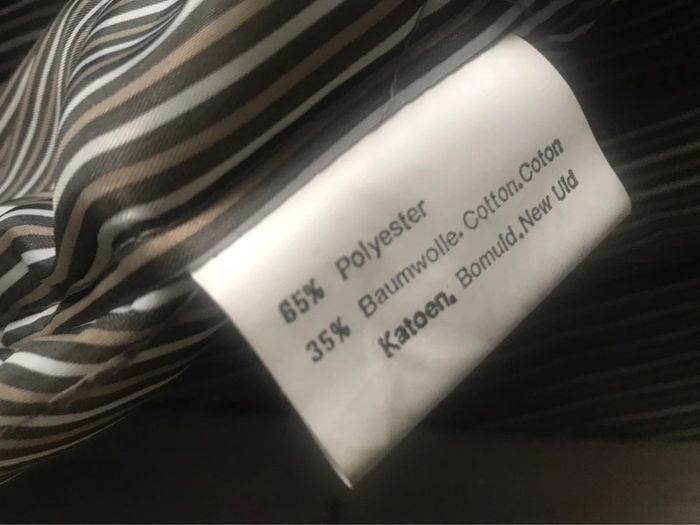 65% Polyester
35% Baumwolle.Cotton.Coton
Katoen. Bomuld.New Uld